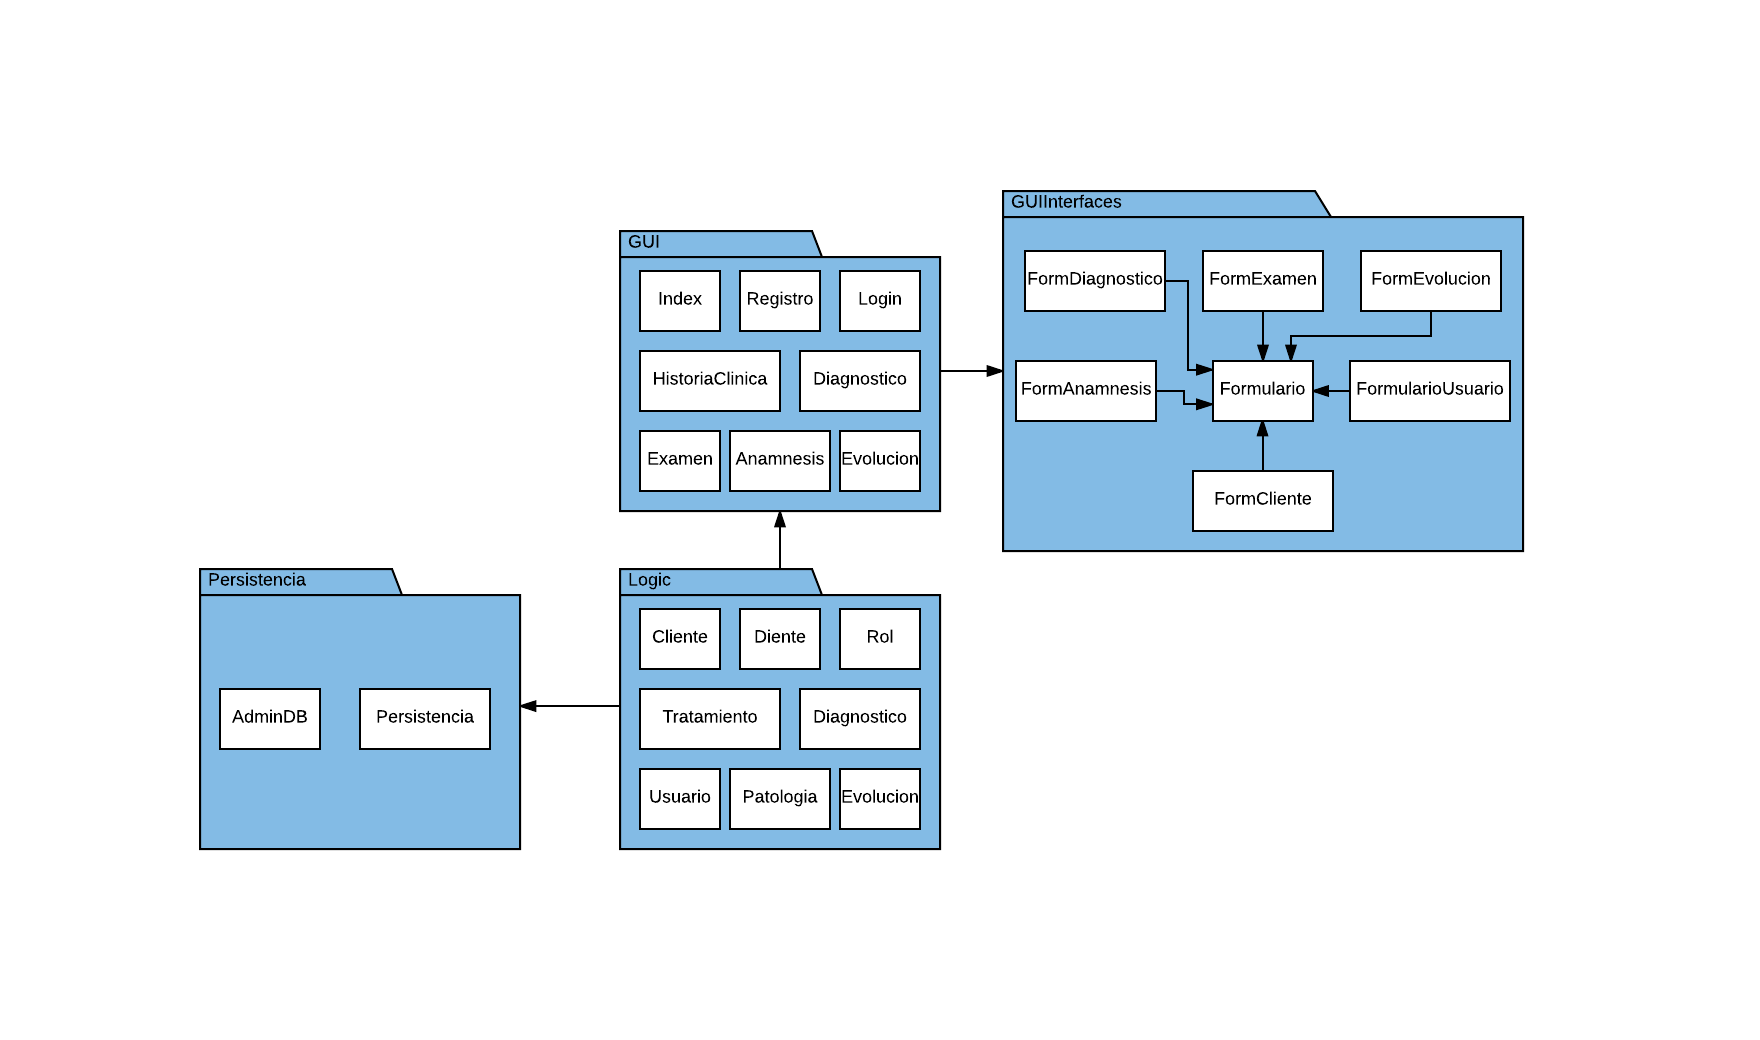 GUIInterfaces
FormDiagnostico
FormExamen
FormEvolucion
FormAnamnesis
Formulario
FormularioUsuario
FormCliente
GUI
Index
Registro
Login
HistoriaClinica
Diagnostico
Examen
Anamnesis
Evolucion
Persistencia
AdminDB
Persistencia
Logic
Cliente
Diente
Rol
Tratamiento
Diagnostico
Usuario
Patologia
Evolucion